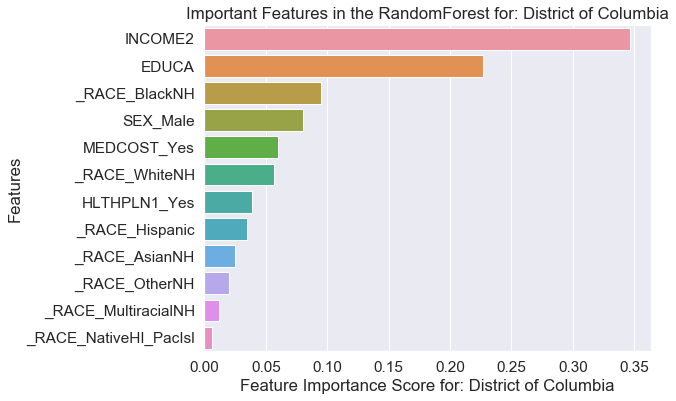 Important Features in the RandomForest for: District of Columbia
INCOME2
EDUCA
_RACE_BlackNH
SEX_Male
MEDCOST_Yes
_RACE_WhiteNH
HLTHPLN1_Yes
_RACE_Hispanic
_RACE_AsianNH
_RACE_OtherNH
_RACE_MultiracialNH
_RACE_NativeHI_PacIsl
Features
0.00 0.05 0.10 0.15 0.20 0.25 0.30 0.35
Feature Importance Score for: District of Columbia